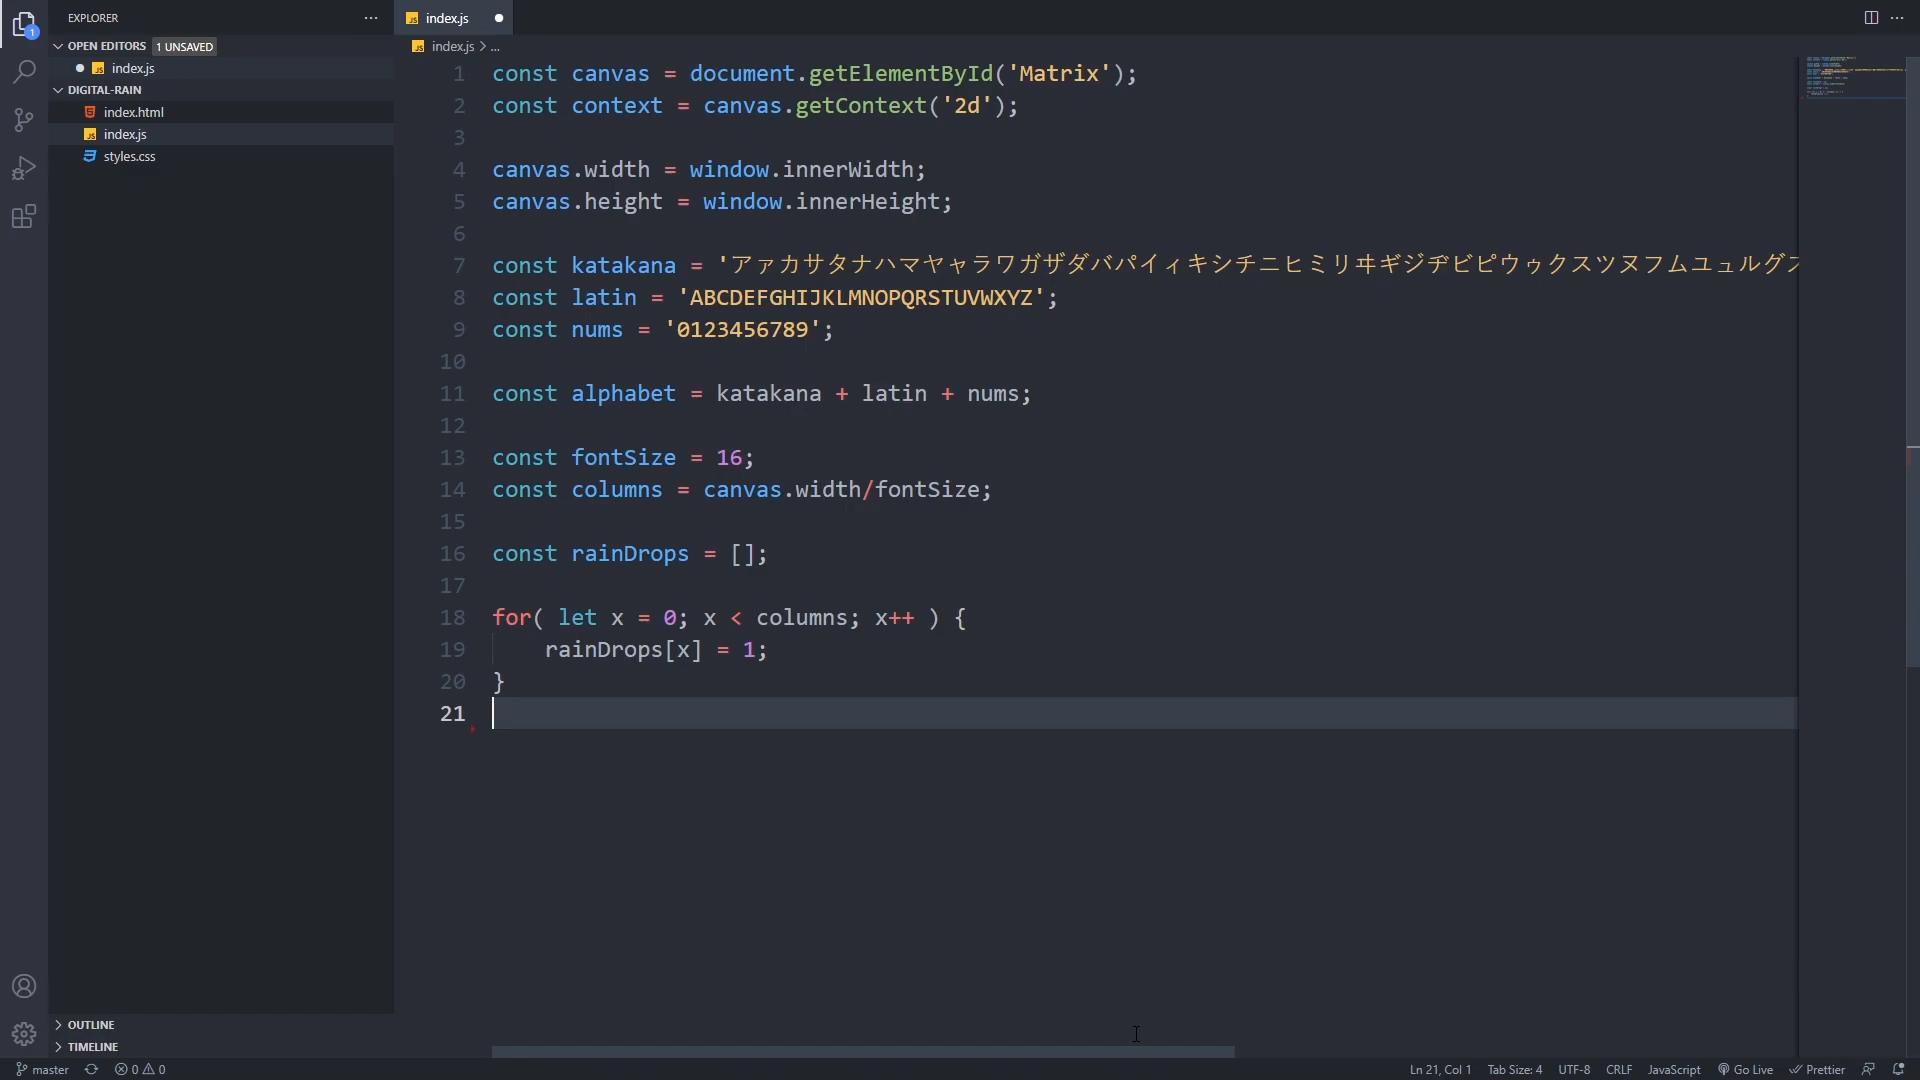 EXPLORER
OPEN EDITORS 1 UNSAVED
index.js
DIGITAL-RAIN
index.html
index.js
styles.css
OUTLINE
TIMELINE
1
index.js
index.js > ...
1 const canvas = document.getElementById('Matrix');
2 const context = canvas.getContext('2d');
3
4 canvas.width = window.innerWidth;
5 canvas.height = window.innerHeight;
6
7 const katakana = 'アァカサタナハマヤャラワガザダバパイィキシチニヒミリヰギジヂビピウゥクスツヌフムユュルグズ
8 const latin = 'ABCDEFGHIJKLMNOPQRSTUVWXYZ';
9 const nums = '0123456789';
10
11 const alphabet = katakana + latin + nums;
12
13 const fontSize = 16;
14 const columns = canvas.width/fontSize;
15
16 const rainDrops = [];
17
18 for( let x = 0; x < columns; x++ ) {
19 rainDrops[x] = 1;
20 }
21
master 0 0 Ln 21, Col 1 Tab Size: 4 UTF-8 CRLF JavaScript Go Live Prettier